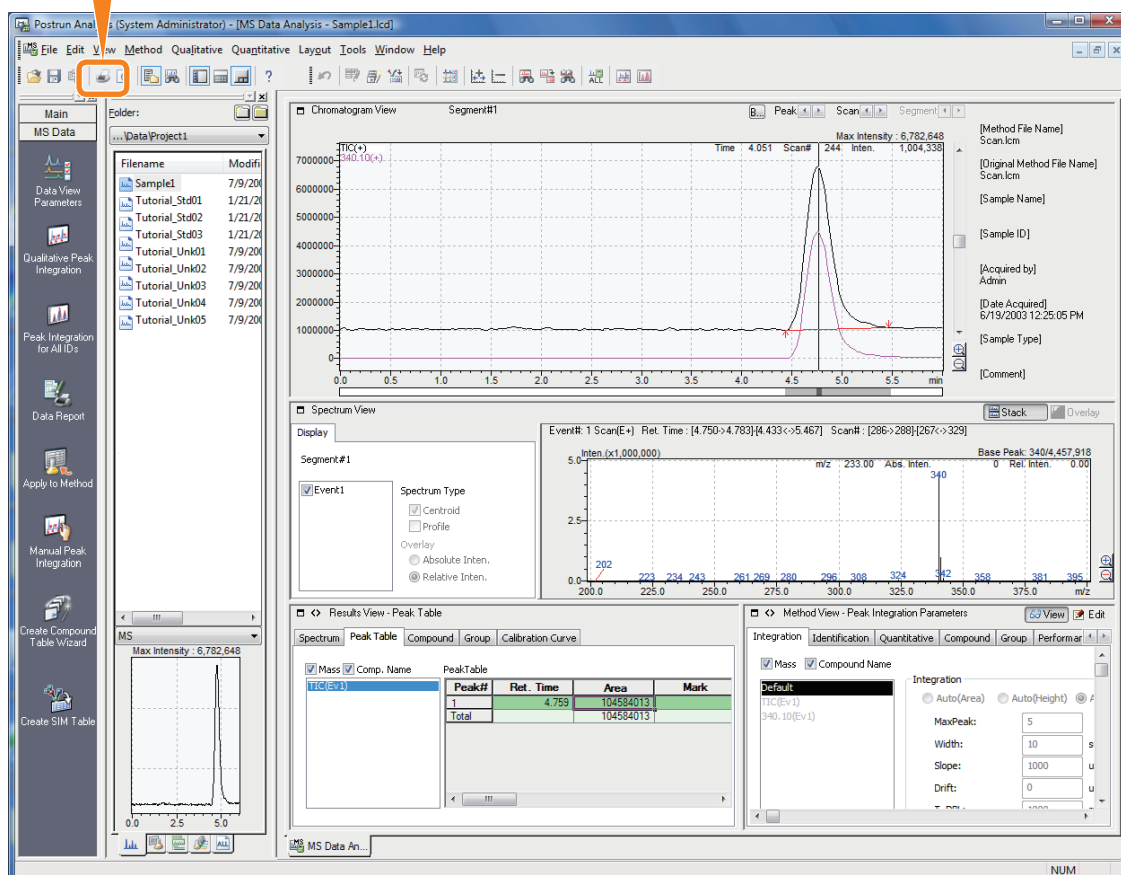 Postrun Analysis (System Administrator) - [MS Data Analysis - Sample1.lcd]
File Edit View Method Qualitative Quantitative Layout Tools Window Help
Main
MS Data
Data View
Parameters
Qualitative Peak
Integration
Peak Integration
for All IDs
Data Report
Apply to Method
Manual Peak
Integration
Create Compound
Table Wizard
Create SIM Table
Folder:
...\Data\Project1
Filename Modifi
Sample1 7/9/200
Tutorial_Std01 1/21/20
Tutorial_Std02 1/21/20
Tutorial_Std03 1/21/20
Tutorial_Unk01 7/9/200
Tutorial_Unk02 7/9/200
Tutorial_Unk03 7/9/200
Tutorial_Unk04 7/9/200
Tutorial_Unk05 7/9/200
MS
Max Intensity : 6,782,648
0.0 2.5 5.0
ALL
Chromatogram View Segment#1 B... Peak Scan Segment
Max Intensity : 6,782,648
TIC(+) Time 4.051 Scan# 244 Inten. 1,004,338
340.10(+)
7000000
6000000
5000000
4000000
3000000
2000000
1000000
0
0.0 0.5 1.0 1.5 2.0 2.5 3.0 3.5 4.0 4.5 5.0 5.5 min
[Method File Name]
Scan.lcm
[Original Method File Name]
Scan.lcm
[Sample Name]
[Sample ID]
[Acquired by]
Admin
[Date Acquired]
6/19/2003 12:25:05 PM
[Sample Type]
[Comment]
Spectrum View Stack Overlay
Display
Segment#1
Event1
Spectrum Type
Centroid
Profile
Overlay
Absolute Inten.
Relative Inten.
Event#: 1 Scan(E+) Ret. Time : [4.750->4.783]-[4.433<->5.467] Scan# : [286->288]-[267<->329]
Inten.(x1,000,000) Base Peak: 340/4,457,918
m/z 233.00 Abs. Inten. 0 Rel. Inten. 0.00
5.0
2.5
0.0
340
202 223 234 243 261 269 280 296 308 324 342 358 381 395
200.0 225.0 250.0 275.0 300.0 325.0 350.0 375.0 m/z
Results View - Peak Table
Spectrum Peak Table Compound Group Calibration Curve
Mass Comp. Name PeakTable
TIC(Ev1)
Peak# Ret. Time Area Mark
1 4.759 104584013
Total 104584013
Method View - Peak Integration Parameters View Edit
Integration Identification Quantitative Compound Group Performar
Mass Compound Name
Default
TIC(Ev1)
340.10(Ev1)
Integration
Auto(Area) Auto(Height) A
MaxPeak: 5
Width: 10 s
Slope: 1000 u
Drift: 0 u
MS Data An...
NUM